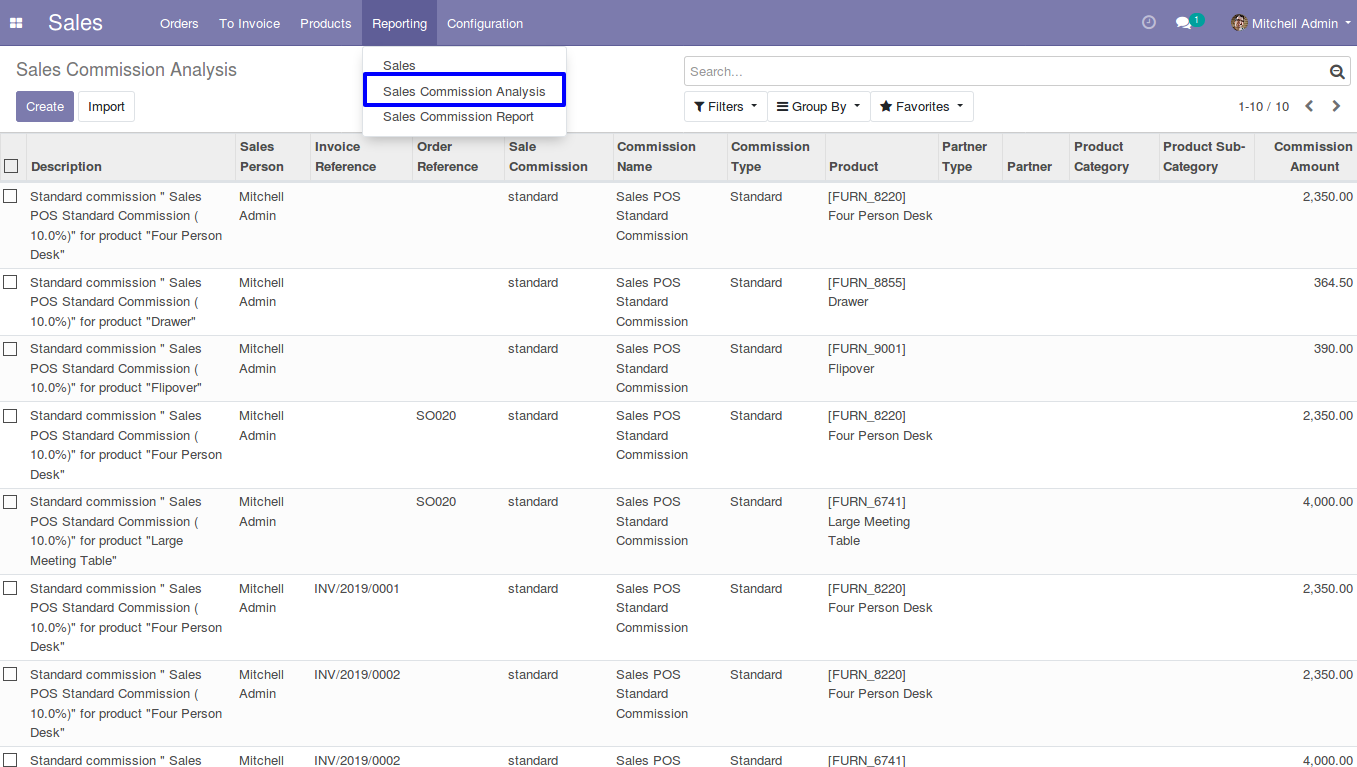 Sales Orders To Invoice Products Reporting Configuration 1 Mitchell Admin
Sales Commission Analysis
Create Import
Sales
Sales Commission Analysis
Sales Commission Report
Search...
Filters Group By Favorites 1-10 / 10
Description Sales Person Invoice Reference Order Reference Sale Commission Commission Name Commission Type Product Partner Type Partner Product Category Product Sub-Category Commission Amount
Standard commission " Sales Mitchell standard Sales POS Standard [FURN_8220] 2,350.00
POS Standard Commission ( Admin Standard Four Person Desk
10.0%)" for product "Four Person Commission
Desk"
Standard commission " Sales Mitchell standard Sales POS Standard [FURN_8855] 364.50
POS Standard Commission ( Admin Standard Drawer
10.0%)" for product "Drawer" Commission
Standard commission " Sales Mitchell standard Sales POS Standard [FURN_9001] 390.00
POS Standard Commission ( Admin Standard Flipover
10.0%)" for product "Flipover" Commission
Standard commission " Sales Mitchell SO020 standard Sales POS Standard [FURN_8220] 2,350.00
POS Standard Commission ( Admin Standard Four Person Desk
10.0%)" for product "Four Person Commission
Desk"
Standard commission " Sales Mitchell SO020 standard Sales POS Standard [FURN_6741] 4,000.00
POS Standard Commission ( Admin Standard Large Meeting
10.0%)" for product "Large Commission Table
Meeting Table"
Standard commission " Sales Mitchell INV/2019/0001 standard Sales POS Standard [FURN_8220] 2,350.00
POS Standard Commission ( Admin Standard Four Person Desk
10.0%)" for product "Four Person Commission
Desk"
Standard commission " Sales Mitchell INV/2019/0002 standard Sales POS Standard [FURN_8220] 2,350.00
POS Standard Commission ( Admin Standard Four Person Desk
10.0%)" for product "Four Person Commission
Desk"
Standard commission " Sales Mitchell INV/2019/0002 standard Sales POS Standard [FURN_6741] 4,000.00